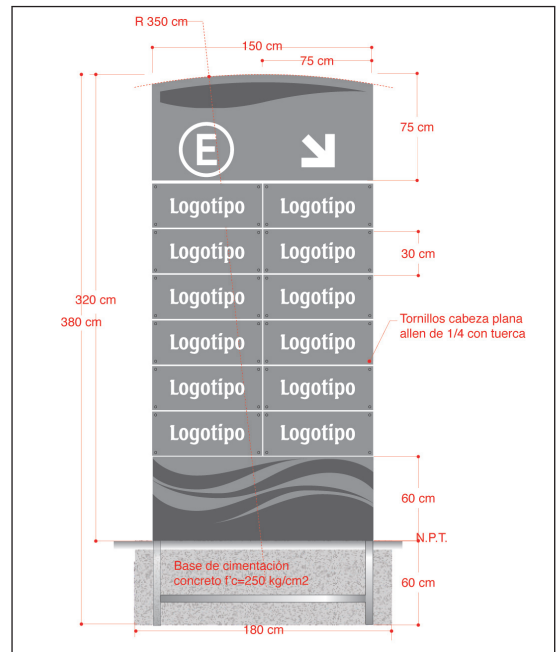 R 350 cm
150 cm
75 cm
75 cm
E
Logotipo Logotipo
Logotipo Logotipo
30 cm
Logotipo Logotipo
320 cm
380 cm
Tornillos cabeza plana
allen de 1/4 con tuerca
Logotipo Logotipo
Logotipo Logotipo
Logotipo Logotipo
60 cm
N.P.T.
Base de cimentación
concreto f'c=250 kg/cm2
60 cm
180 cm